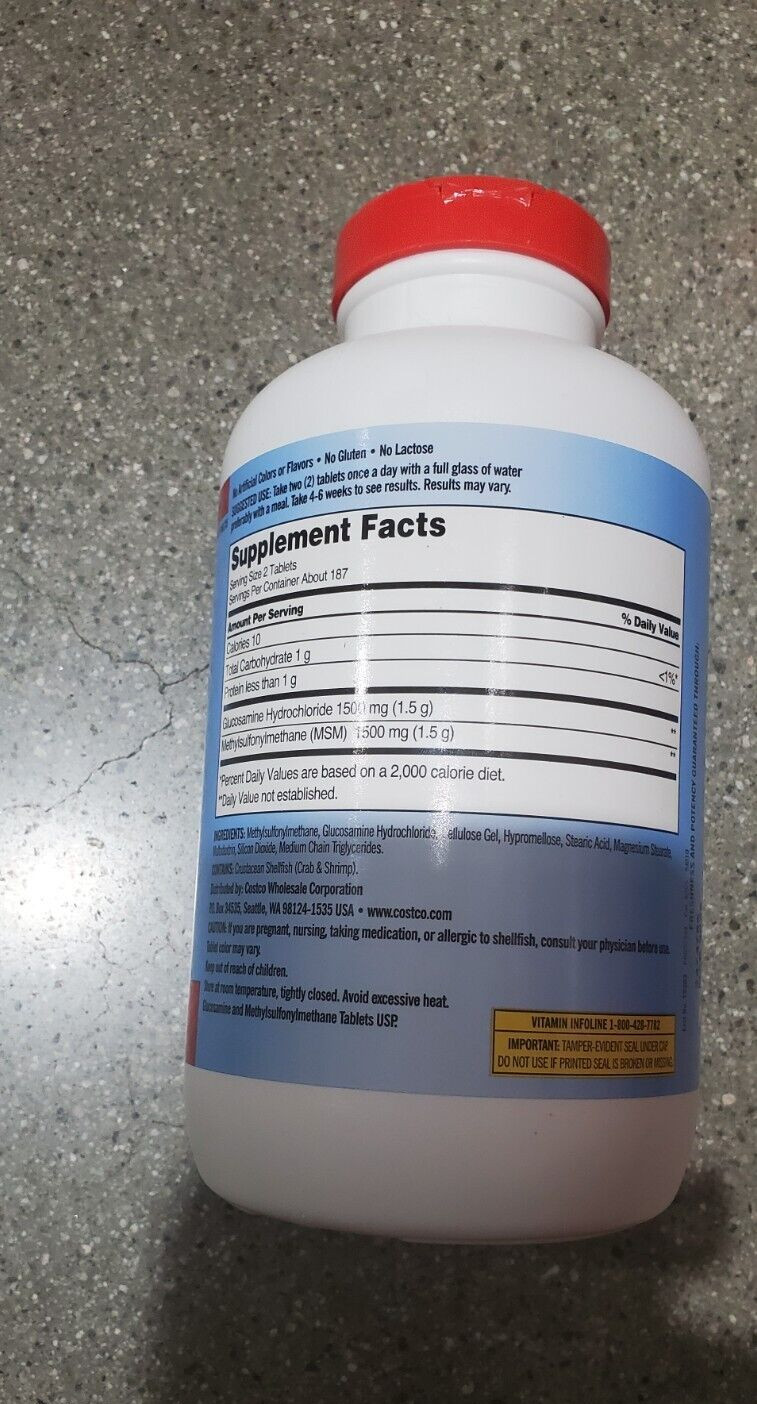 No Artificial Colors or Flavors • No Gluten • No Lactose
SUGGESTED USE: Take two (2) tablets once a day with a full glass of water
preferably with a meal. Take 4-6 weeks to see results. Results may vary.
Supplement Facts
Serving Size 2 Tablets
Servings Per Container About 187
Amount Per Serving % Daily Value
Calories 10
Total Carbohydrate 1 g <1%*
Protein less than 1 g
Glucosamine Hydrochloride 1500 mg (1.5 g) **
Methylsulfonylmethane (MSM) 1500 mg (1.5 g) **
*Percent Daily Values are based on a 2,000 calorie diet.
**Daily Value not established.
INGREDIENTS: Methylsulfonylmethane, Glucosamine Hydrochloride, Cellulose Gel, Hypromellose, Stearic Acid, Magnesium Stearate,
Maltodextrin, Silicon Dioxide, Medium Chain Triglycerides.
CONTAINS: Crustacean Shellfish (Crab & Shrimp).
Distributed by: Costco Wholesale Corporation
P.O. Box 34535, Seattle, WA 98124-1535 USA • www.costco.com
CAUTION: If you are pregnant, nursing, taking medication, or allergic to shellfish, consult your physician before use.
Tablet color may vary.
Keep out of reach of children.
Store at room temperature, tightly closed. Avoid excessive heat.
Glucosamine and Methylsulfonylmethane Tablets USP.
VITAMIN INFOLINE 1-800-428-7782
IMPORTANT: TAMPER-EVIDENT SEAL UNDER CAP
DO NOT USE IF PRINTED SEAL IS BROKEN OR MISSING.
FRESHNESS AND POTENCY GUARANTEED THROUGH: